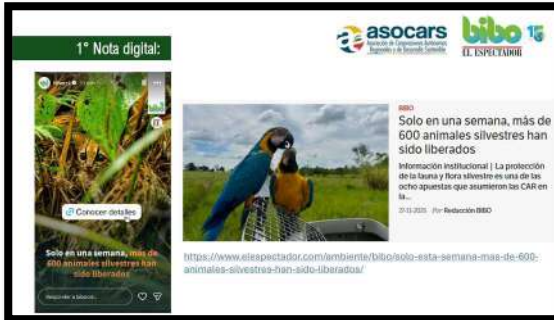 1° Nota digital:
asocars
Asociación de Corporaciones Autónomas
Regionales y de Desarrollo Sostenible
bibo 15
EL ESPECTADOR
Conocer detalles
Solo en una semana, más de
600 animales silvestres han
sido liberados
BIBO
Solo en una semana, más de
600 animales silvestres han
sido liberados
Información institucional | La protección
de la fauna y flora silvestre es una de las
ocho apuestas que asumieron las CAR en
la...
Por Redacción BIBO
https://www.elespectador.com/ambiente/bibo/solo-esta-semana-mas-de-600-
animales-silvestres-han-sido-liberados/